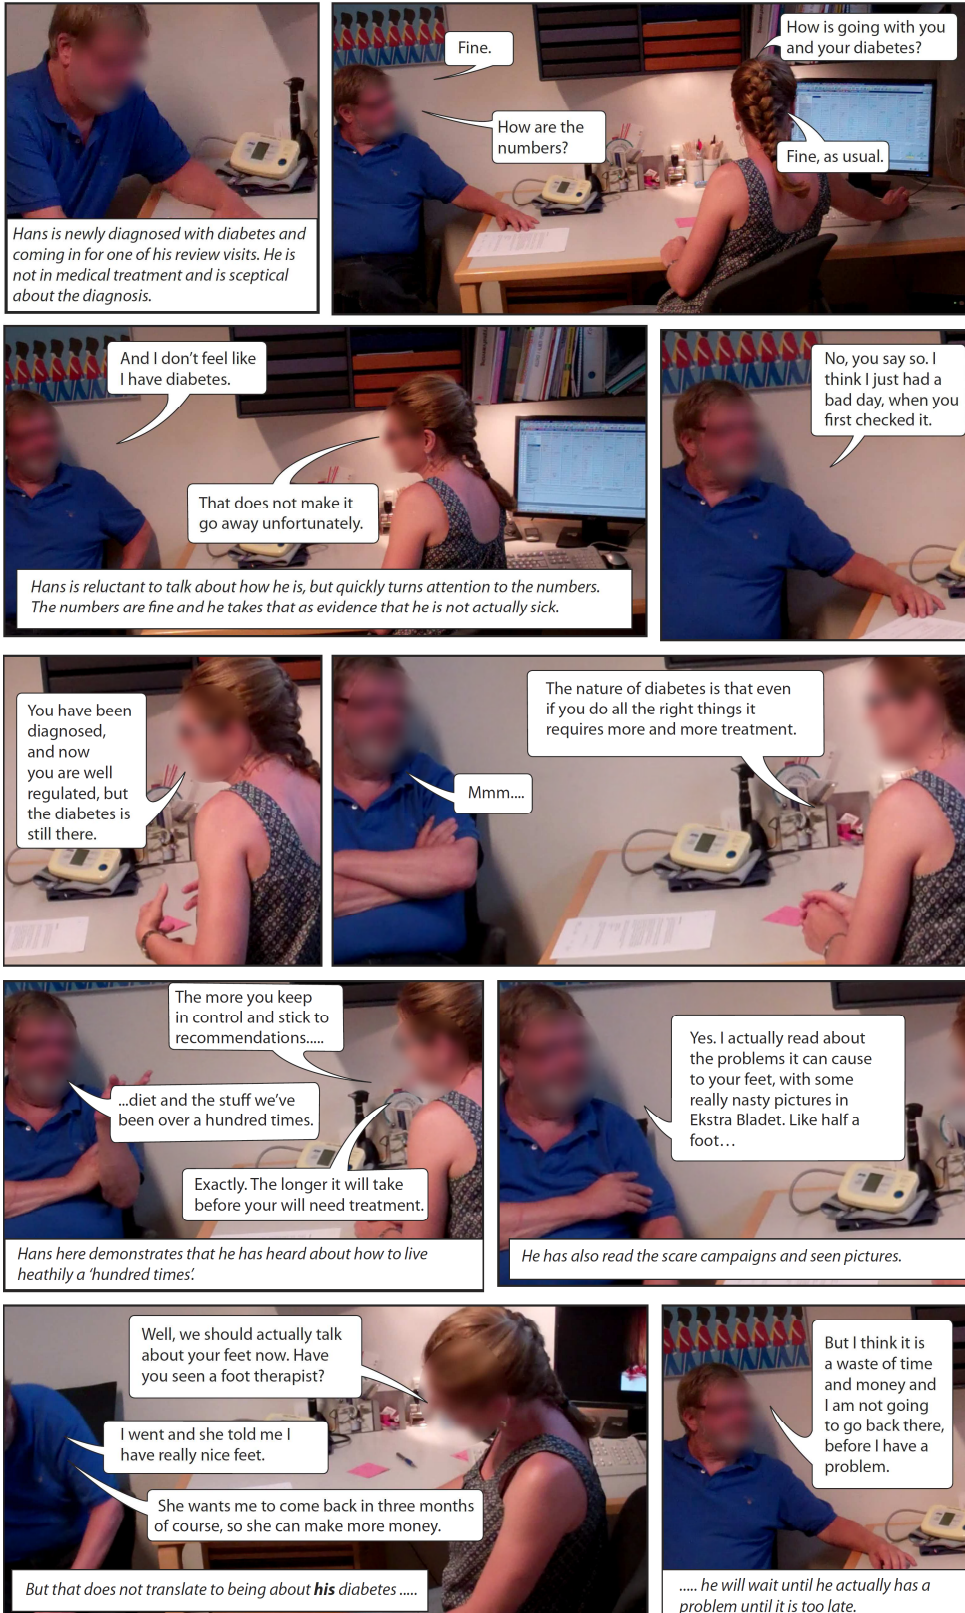 Hans is newly diagnosed with diabetes and
coming in for one of his review visits. He is
not in medical treatment and is sceptical
about the diagnosis.
How is going with you
and your diabetes?
Fine.
How are the
numbers?
Fine, as usual.
And I don't feel like
I have diabetes.
That does not make it
go away unfortunately.
Hans is reluctant to talk about how he is, but quickly turns attention to the numbers.
The numbers are fine and he takes that as evidence that he is not actually sick.
No, you say so. I
think I just had a
bad day, when you
first checked it.
You have been
diagnosed,
and now
you are well
regulated, but
the diabetes is
still there.
The nature of diabetes is that even
if you do all the right things it
requires more and more treatment.
Mmm....
The more you keep
in control and stick to
recommendations.....
...diet and the stuff we've
been over a hundred times.
Exactly. The longer it will take
before your will need treatment.
Hans here demonstrates that he has heard about how to live
heathily a 'hundred times'.
Yes. I actually read about
the problems it can cause
to your feet, with some
really nasty pictures in
Ekstra Bladet. Like half a
foot…
He has also read the scare campaigns and seen pictures.
Well, we should actually talk
about your feet now. Have
you seen a foot therapist?
I went and she told me I
have really nice feet.
She wants me to come back in three months
of course, so she can make more money.
But that does not translate to being about his diabetes .....
But I think it is
a waste of time
and money and
I am not going
to go back there,
before I have a
problem.
..... he will wait until he actually has a
problem until it is too late.